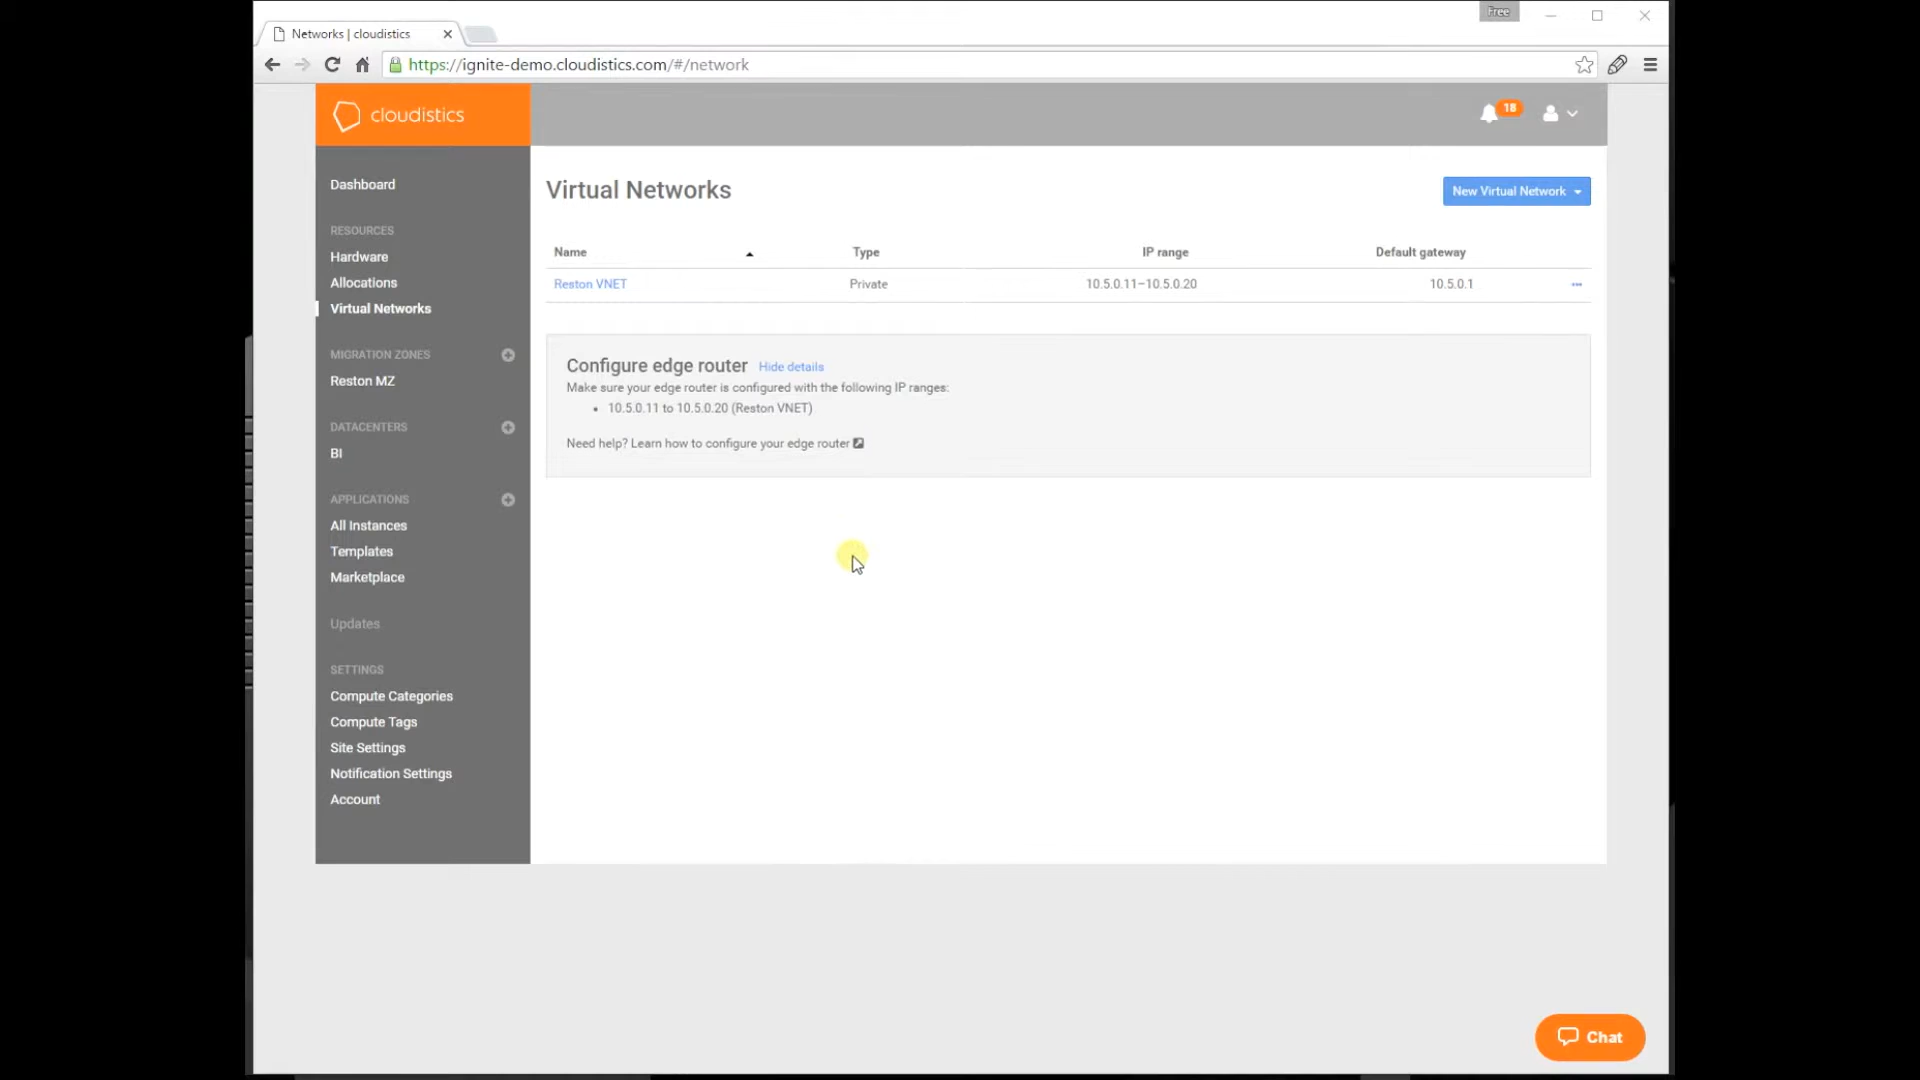 Free
Networks | cloudistics
https://ignite-demo.cloudistics.com/#/network
cloudistics
18
Dashboard
RESOURCES
Hardware
Allocations
Virtual Networks
MIGRATION ZONES
Reston MZ
DATACENTERS
BI
APPLICATIONS
All Instances
Templates
Marketplace
Updates
SETTINGS
Compute Categories
Compute Tags
Site Settings
Notification Settings
Account
Virtual Networks
New Virtual Network
Name Type IP range Default gateway
Reston VNET Private 10.5.0.11–10.5.0.20 10.5.0.1
Configure edge router Hide details
Make sure your edge router is configured with the following IP ranges:
• 10.5.0.11 to 10.5.0.20 (Reston VNET)
Need help? Learn how to configure your edge router
Chat